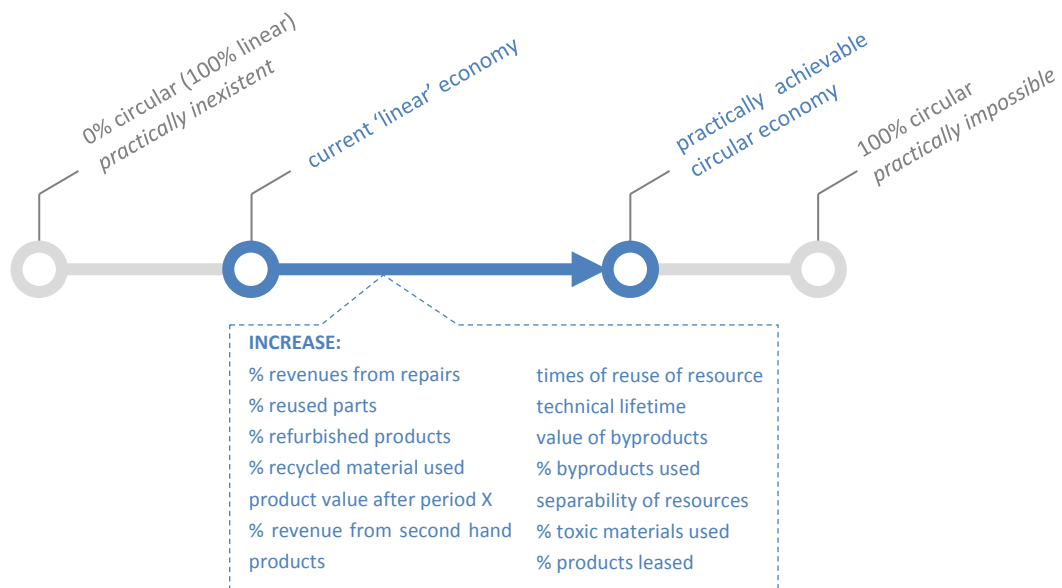 0% circular (100% linear)
practically inexistent
current ‘linear’ economy
practically achievable
circular economy
100% circular
practically impossible
INCREASE:
% revenues from repairs
% reused parts
% refurbished products
% recycled material used
product value after period X
% revenue from second hand
products
times of reuse of resource
technical lifetime
value of byproducts
% byproducts used
separability of resources
% toxic materials used
% products leased